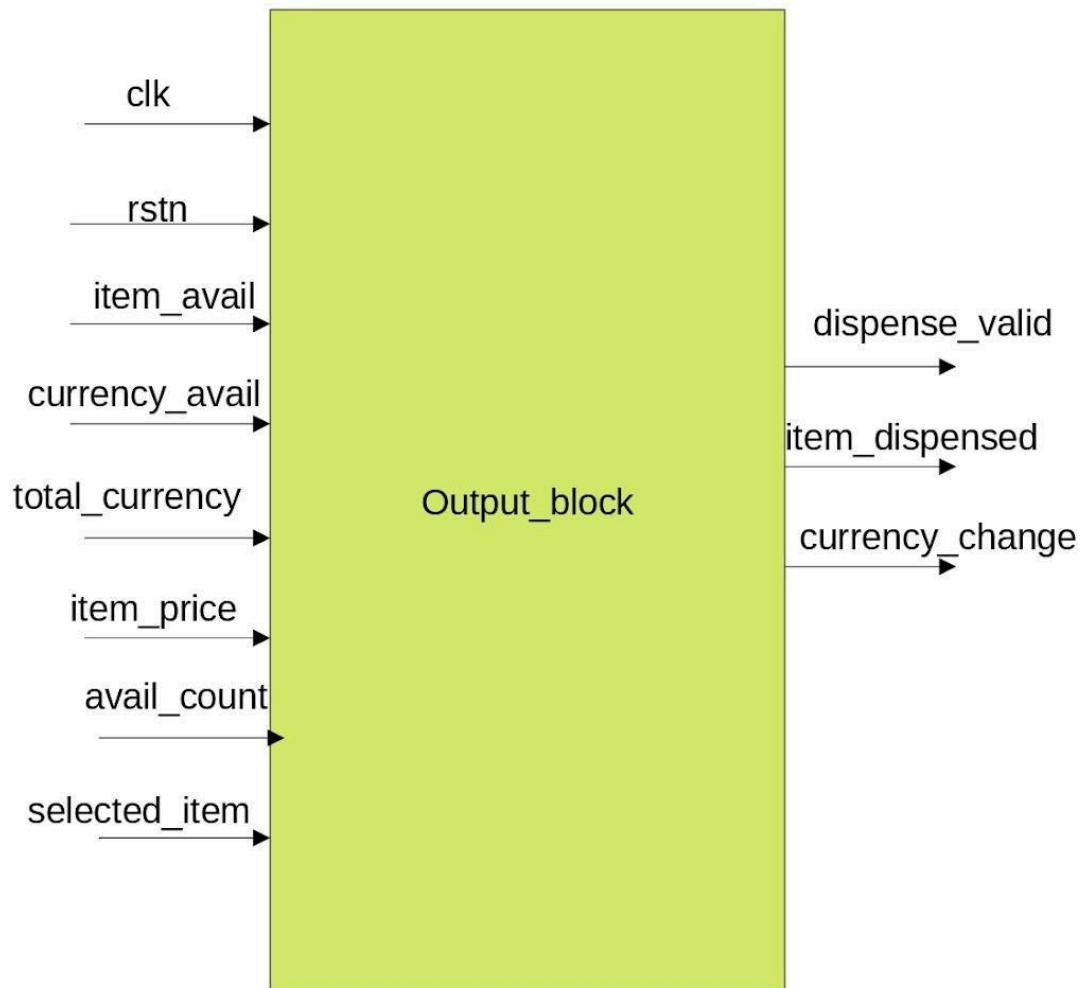 clk
rstn
item_avail
currency_avail
total_currency
item_price
avail_count
selected_item
Output_block
dispense_valid
item_dispensed
currency_change